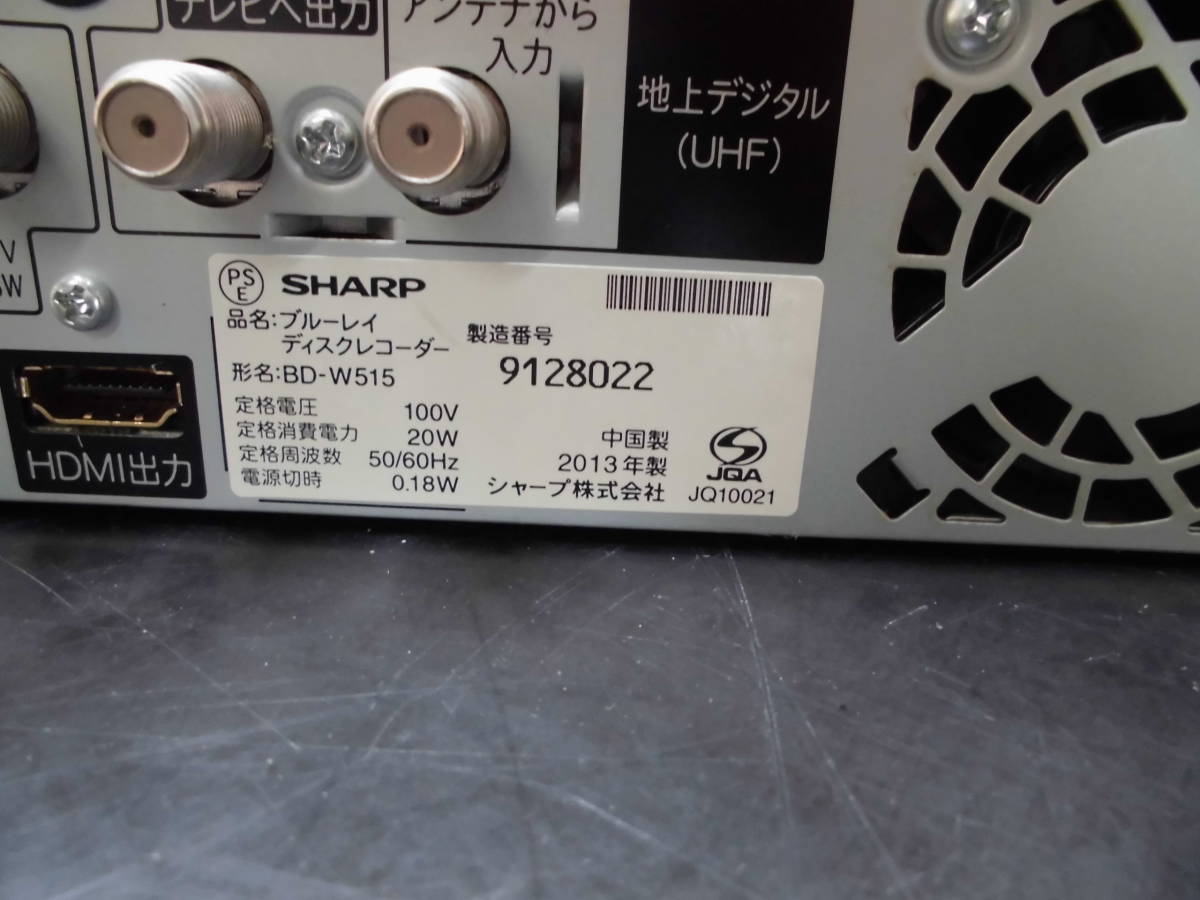 テレビへ出力
アンテナから
入力
地上デジタル
(UHF)
V
HDMI出力
PS
E
SHARP
品名:ブルーレイ
ディスクレコーダー
形名:BD-W515
製造番号
9128022
定格電圧 100V
定格消費電力 20W
定格周波数 50/60Hz
電源切時 0.18W
中国製
2013年製
シャープ株式会社
JQA
JQ10021